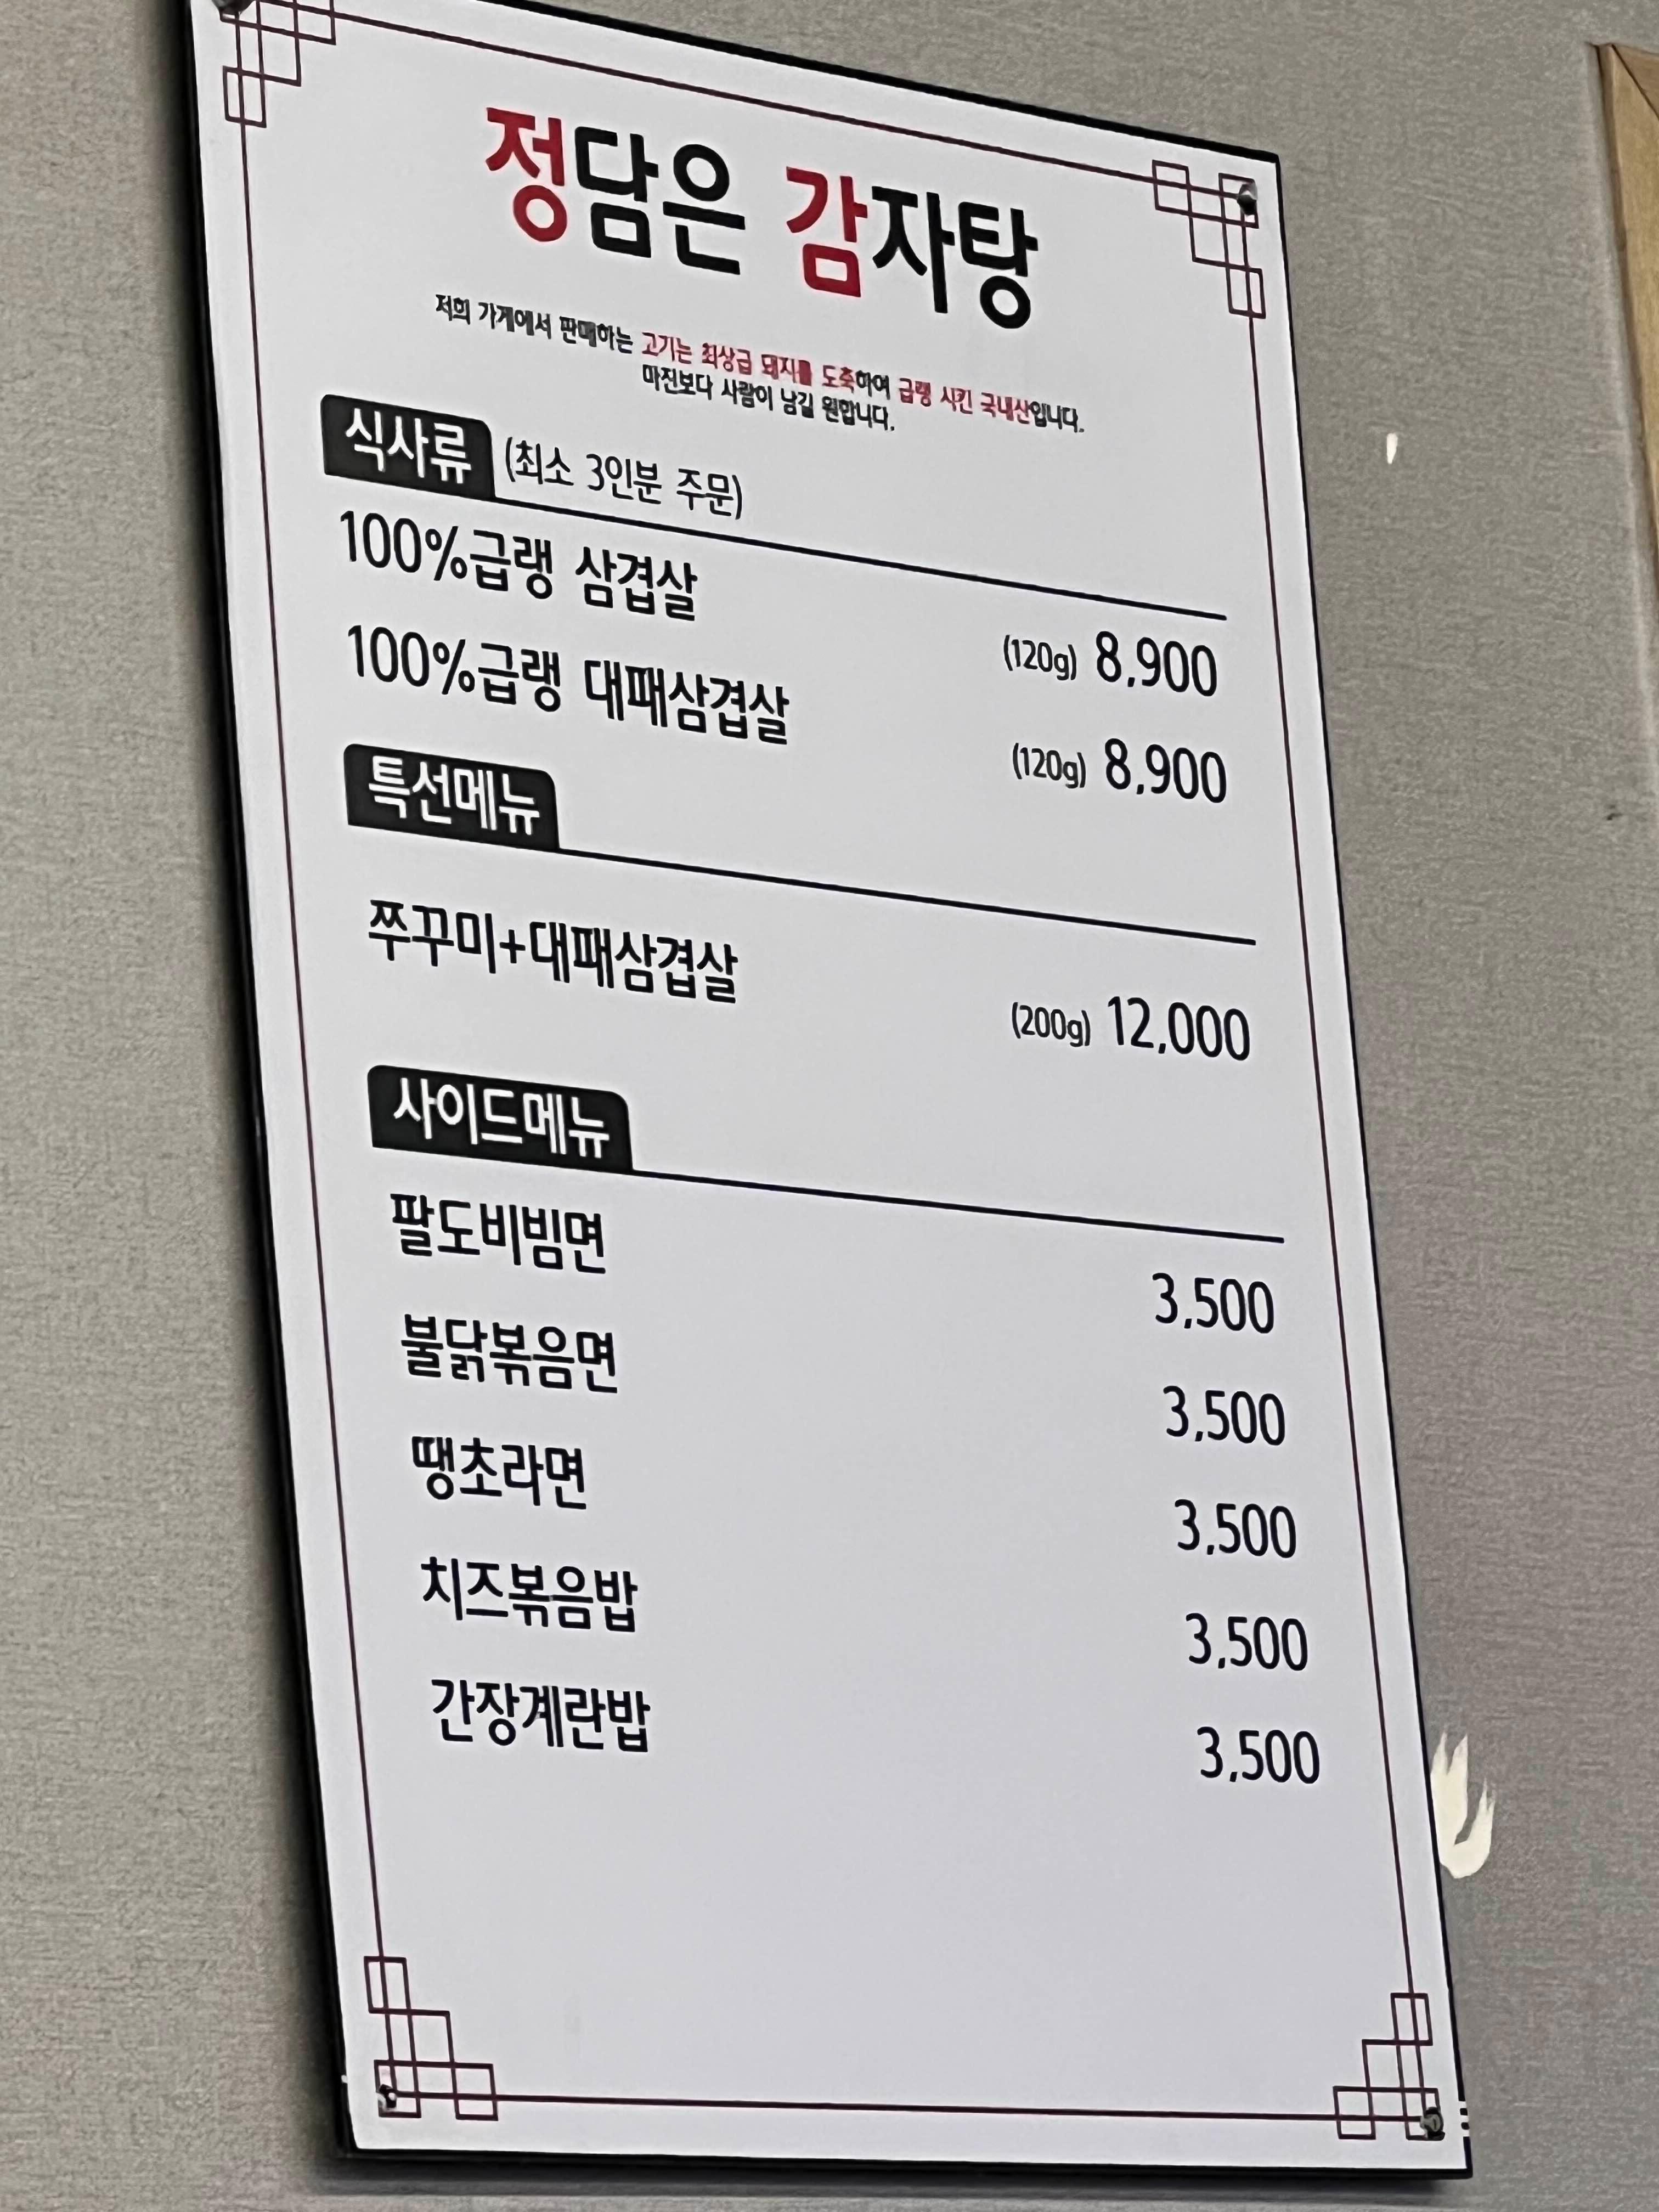 정담은 감자탕
저희 가게에서 판매하는 고기는 최상급 돼지를 도축하여 급랭 시킨 국내산입니다.
마진보다 사람이 남길 원합니다.
식사류 (최소 3인분 주문)
100%급랭 삼겹살 (120g) 8,900
100%급랭 대패삼겹살 (120g) 8,900
특선메뉴
쭈꾸미+대패삼겹살 (200g) 12,000
사이드메뉴
팔도비빔면 3,500
불닭볶음면 3,500
땡초라면 3,500
치즈볶음밥 3,500
간장계란밥 3,500